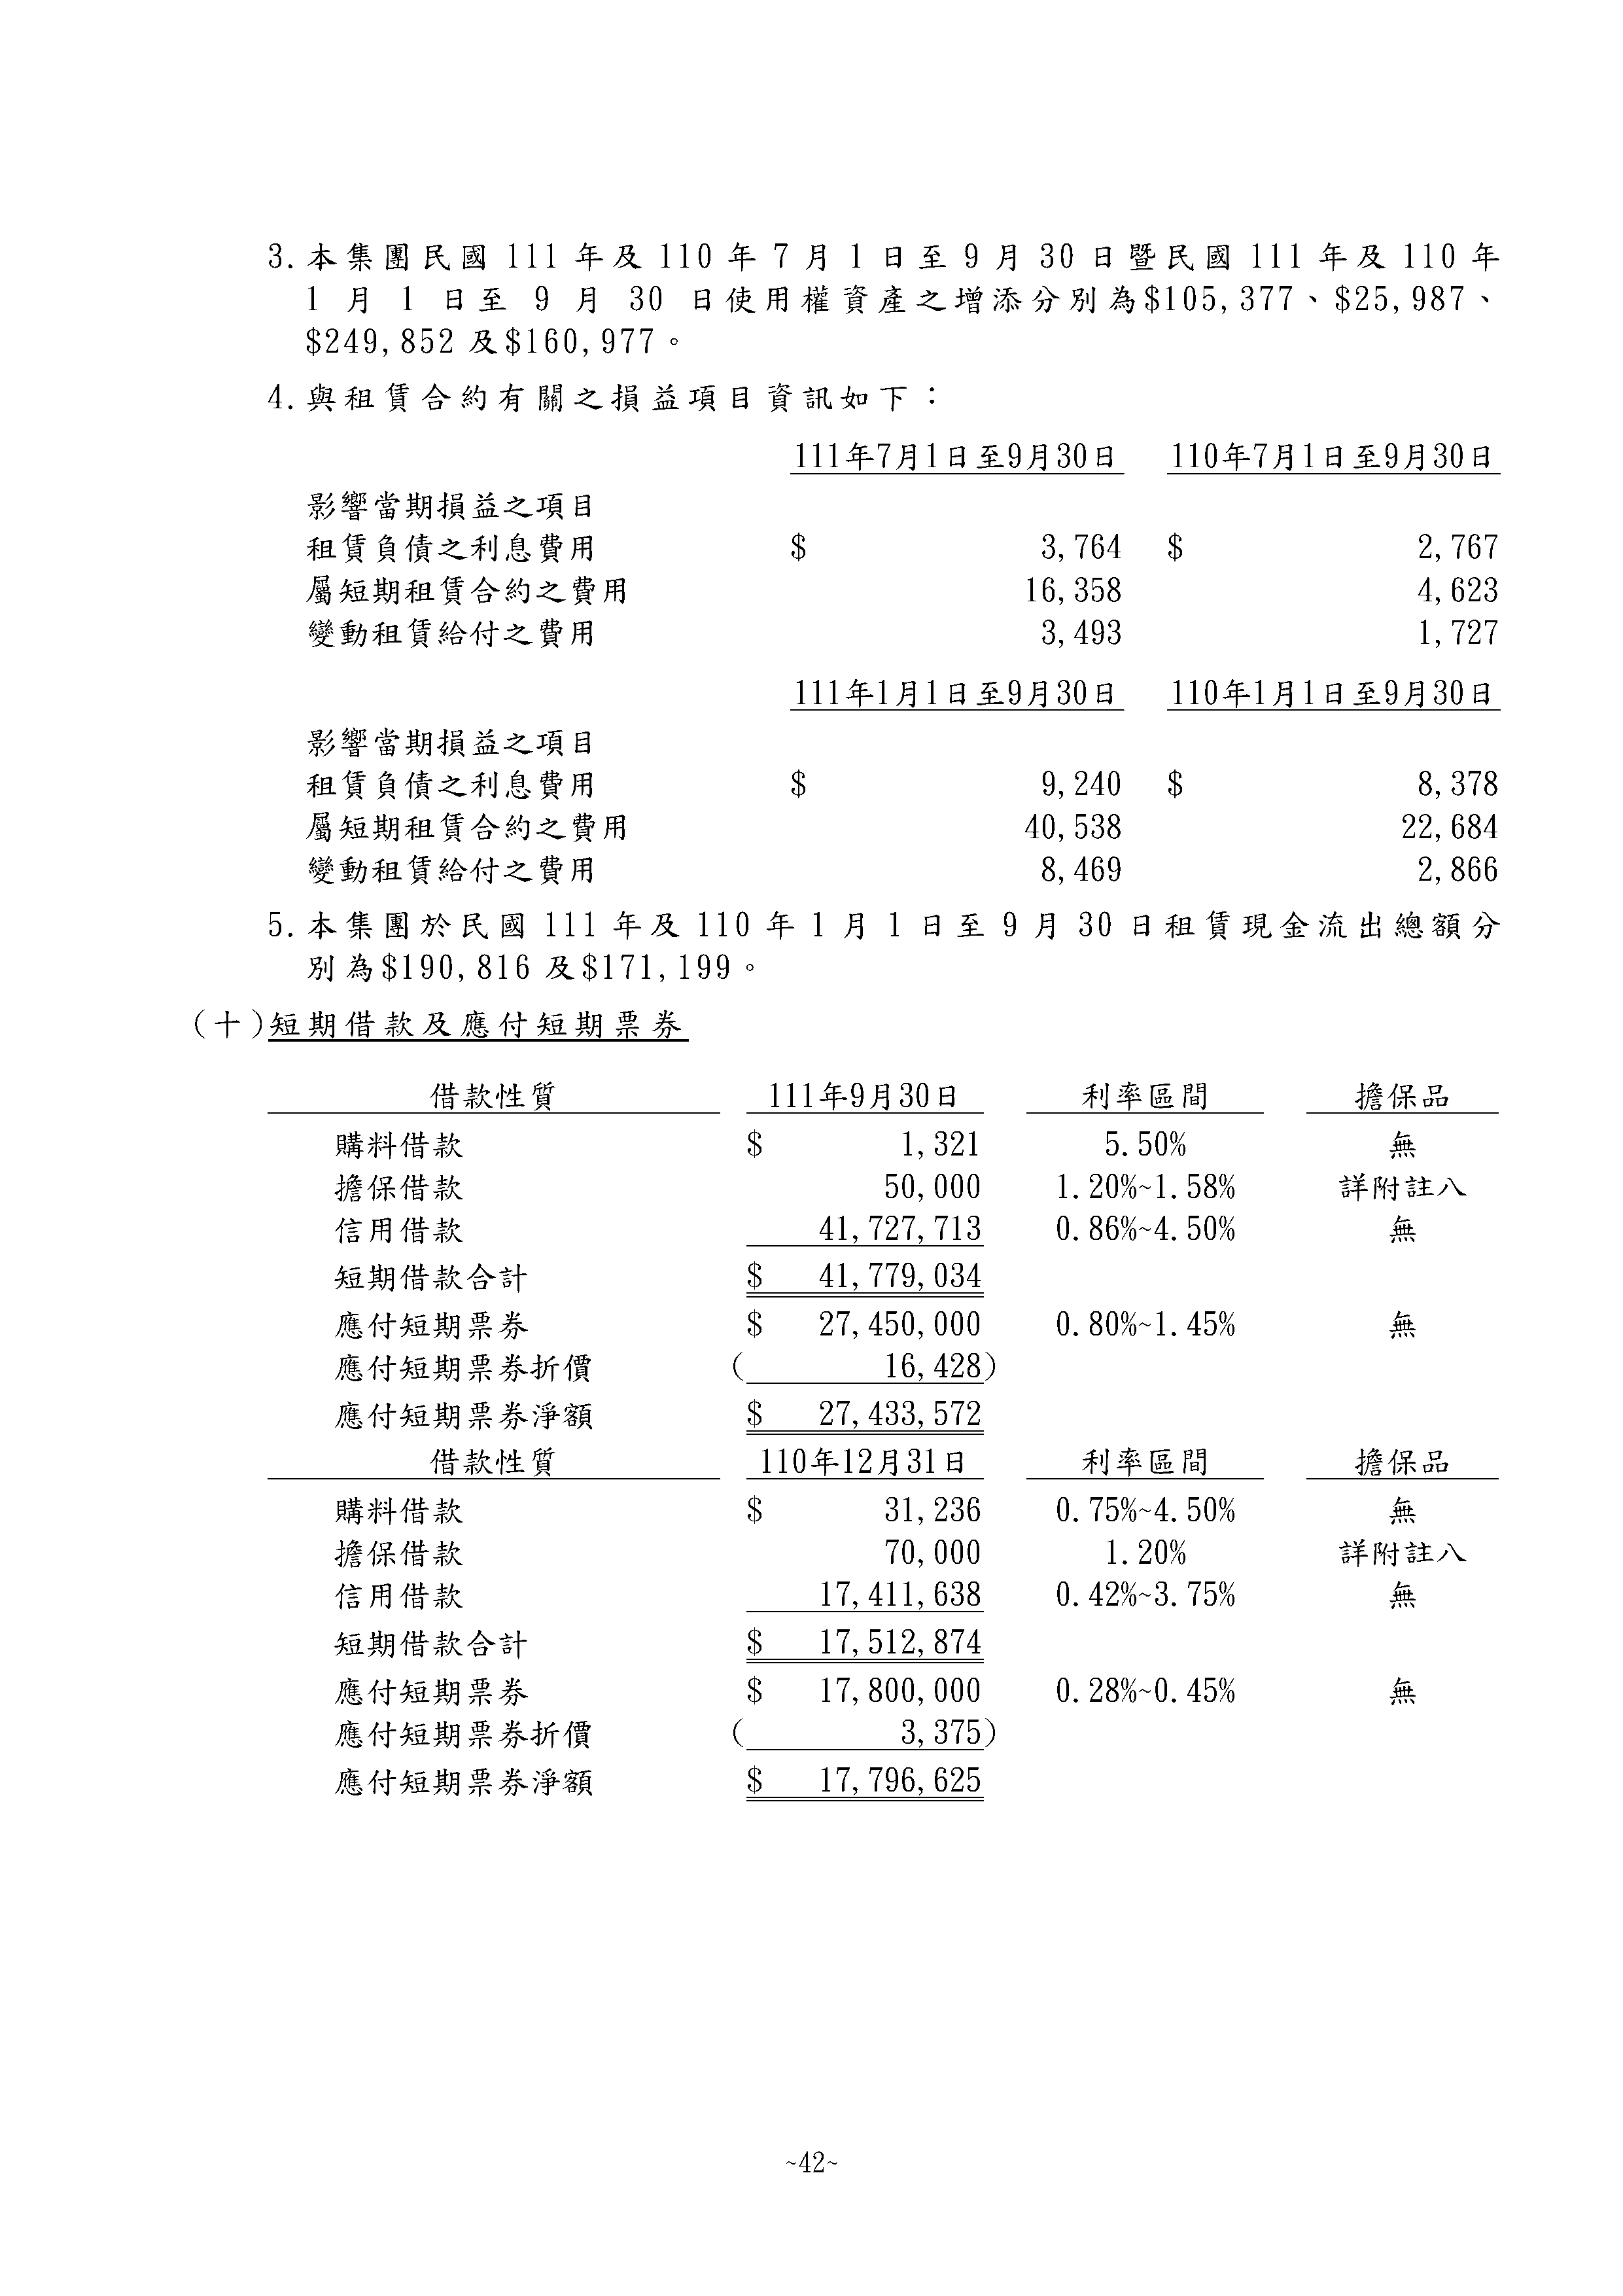 3. 本集團民國 111 年及 110 年 7 月 1 日至 9 月 30 日暨民國 111 年及 110 年
1 月 1 日至 9 月 30 日使用權資產之增添分別為$105,377、$25,987、
$249,852 及$160,977。
4. 與租賃合約有關之損益項目資訊如下：
111年7月1日至9月30日 110年7月1日至9月30日
影響當期損益之項目
租賃負債之利息費用 $ 3,764 $ 2,767
屬短期租賃合約之費用 16,358 4,623
變動租賃給付之費用 3,493 1,727
111年1月1日至9月30日 110年1月1日至9月30日
影響當期損益之項目
租賃負債之利息費用 $ 9,240 $ 8,378
屬短期租賃合約之費用 40,538 22,684
變動租賃給付之費用 8,469 2,866
5. 本集團於民國 111 年及 110 年 1 月 1 日至 9 月 30 日租賃現金流出總額分
別為$190,816 及$171,199。
(十)短期借款及應付短期票券
借款性質 111年9月30日 利率區間 擔保品
購料借款 $ 1,321 5.50% 無
擔保借款 50,000 1.20%~1.58% 詳附註八
信用借款 41,727,713 0.86%~4.50% 無
短期借款合計 $ 41,779,034
應付短期票券 $ 27,450,000 0.80%~1.45% 無
應付短期票券折價 ( 16,428)
應付短期票券淨額 $ 27,433,572
借款性質 110年12月31日 利率區間 擔保品
購料借款 $ 31,236 0.75%~4.50% 無
擔保借款 70,000 1.20% 詳附註八
信用借款 17,411,638 0.42%~3.75% 無
短期借款合計 $ 17,512,874
應付短期票券 $ 17,800,000 0.28%~0.45% 無
應付短期票券折價 ( 3,375)
應付短期票券淨額 $ 17,796,625
~42~